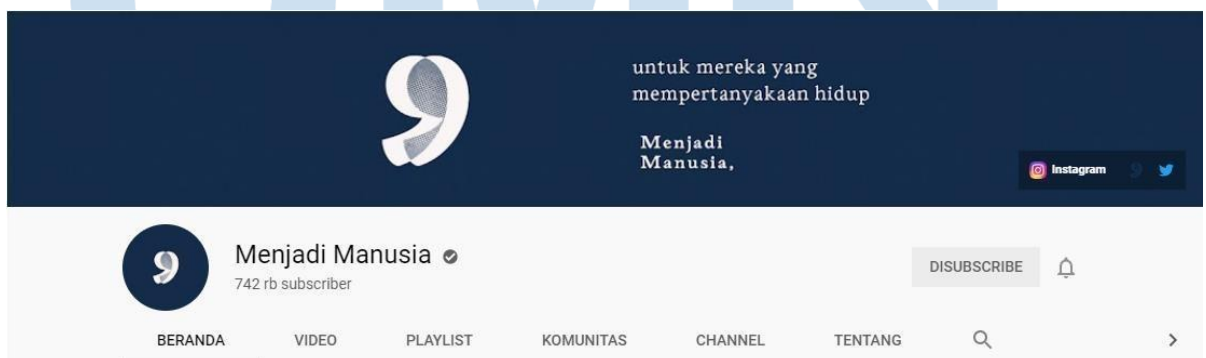 untuk mereka yang
mempertanyakaan hidup
Menjadi
Manusia,
Instagram
Menjadi Manusia
742 rb subscriber
DISUBSCRIBE
BERANDA VIDEO PLAYLIST KOMUNITAS CHANNEL TENTANG